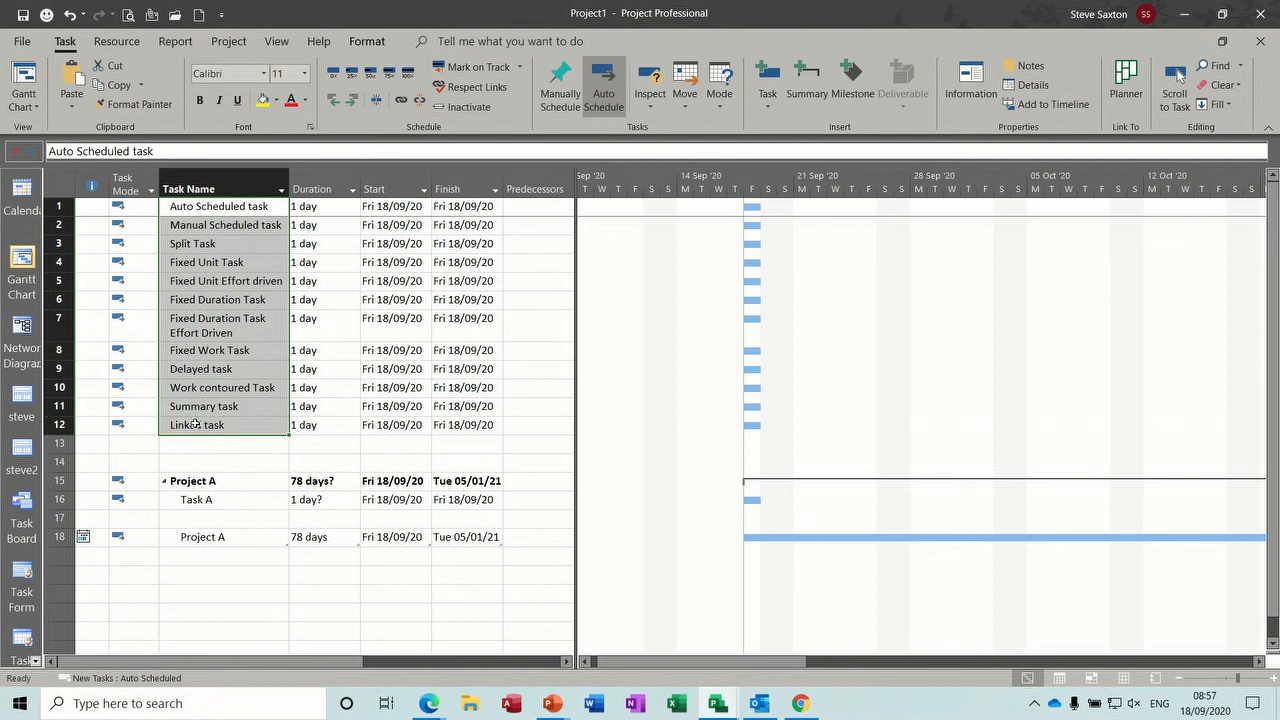 Project1 - Project Professional
Steve Saxton SS
File Task Resource Report Project View Help Format Tell me what you want to do
Gantt Chart
View
Paste
Cut
Copy
Format Painter
Clipboard
Calibri 11
B I U A
Font
0% 25% 50% 75% 100%
Mark on Track
Respect Links
Inactivate
Schedule
Manually Schedule
Auto Schedule
Inspect Move Mode
Tasks
Task Summary Milestone Deliverable
Insert
Information
Notes
Details
Add to Timeline
Properties
Planner
Link To
Scroll to Task
Find
Clear
Fill
Editing
Auto Scheduled task
Task Mode Task Name Duration Start Finish Predecessors
Sep '20 14 Sep '20 21 Sep '20 28 Sep '20 05 Oct '20 12 Oct '20
T W T F S S M T W T F S S M T W T F S S M T W T F S S M T W T F S S M T W T F S
1 Auto Scheduled task 1 day Fri 18/09/20 Fri 18/09/20
2 Manual Scheduled task 1 day Fri 18/09/20 Fri 18/09/20
3 Split Task 1 day Fri 18/09/20 Fri 18/09/20
4 Fixed Unit Task 1 day Fri 18/09/20 Fri 18/09/20
5 Fixed Unit Effort driven 1 day Fri 18/09/20 Fri 18/09/20
6 Fixed Duration Task 1 day Fri 18/09/20 Fri 18/09/20
7 Fixed Duration Task 1 day Fri 18/09/20 Fri 18/09/20
Effort Driven
8 Fixed Work Task 1 day Fri 18/09/20 Fri 18/09/20
9 Delayed task 1 day Fri 18/09/20 Fri 18/09/20
10 Work contoured Task 1 day Fri 18/09/20 Fri 18/09/20
11 Summary task 1 day Fri 18/09/20 Fri 18/09/20
12 Linked task 1 day Fri 18/09/20 Fri 18/09/20
13
14
15 Project A 78 days? Fri 18/09/20 Tue 05/01/21
16 Task A 1 day? Fri 18/09/20 Fri 18/09/20
17
18 Project A 78 days Fri 18/09/20 Tue 05/01/21
Calenda
Gantt
Chart
Network
Diagram
steve
steve2
Task
Board
Task
Form
Task
Ready New Tasks : Auto Scheduled
Type here to search
ENG
08:57
18/09/2020